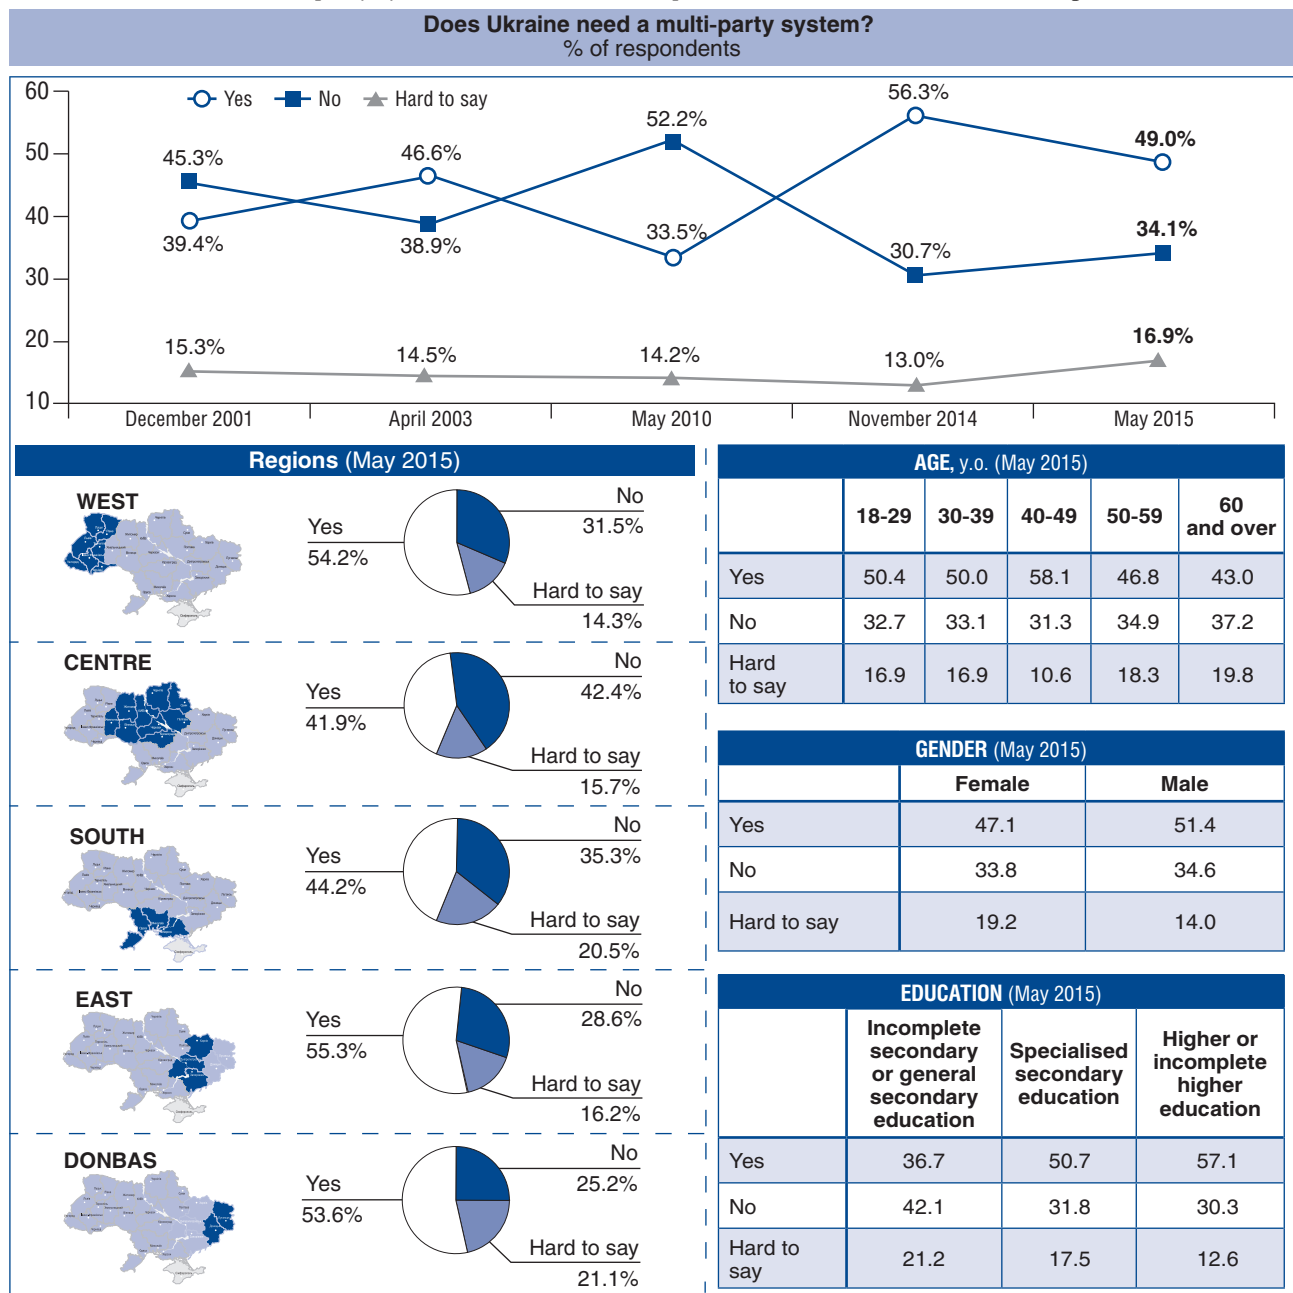 Does Ukraine need a multi-party system?
% of respondents
60
50
40
30
20
10
Yes No Hard to say
45.3%
39.4%
15.3%
46.6%
38.9%
14.5%
52.2%
33.5%
14.2%
56.3%
30.7%
13.0%
49.0%
34.1%
16.9%
December 2001 April 2003 May 2010 November 2014 May 2015
Regions (May 2015)
WEST
Yes
54.2%
No
31.5%
Hard to say
14.3%
CENTRE
Yes
41.9%
No
42.4%
Hard to say
15.7%
SOUTH
Yes
44.2%
No
35.3%
Hard to say
20.5%
EAST
Yes
55.3%
No
28.6%
Hard to say
16.2%
DONBAS
Yes
53.6%
No
25.2%
Hard to say
21.1%
AGE, y.o. (May 2015)
18-29 30-39 40-49 50-59 60
and over
Yes 50.4 50.0 58.1 46.8 43.0
No 32.7 33.1 31.3 34.9 37.2
Hard
to say 16.9 16.9 10.6 18.3 19.8
GENDER (May 2015)
Female Male
Yes 47.1 51.4
No 33.8 34.6
Hard to say 19.2 14.0
EDUCATION (May 2015)
Incomplete
secondary
or general
secondary
education
Specialised
secondary
education
Higher or
incomplete
higher
education
Yes 36.7 50.7 57.1
No 42.1 31.8 30.3
Hard to
say 21.2 17.5 12.6